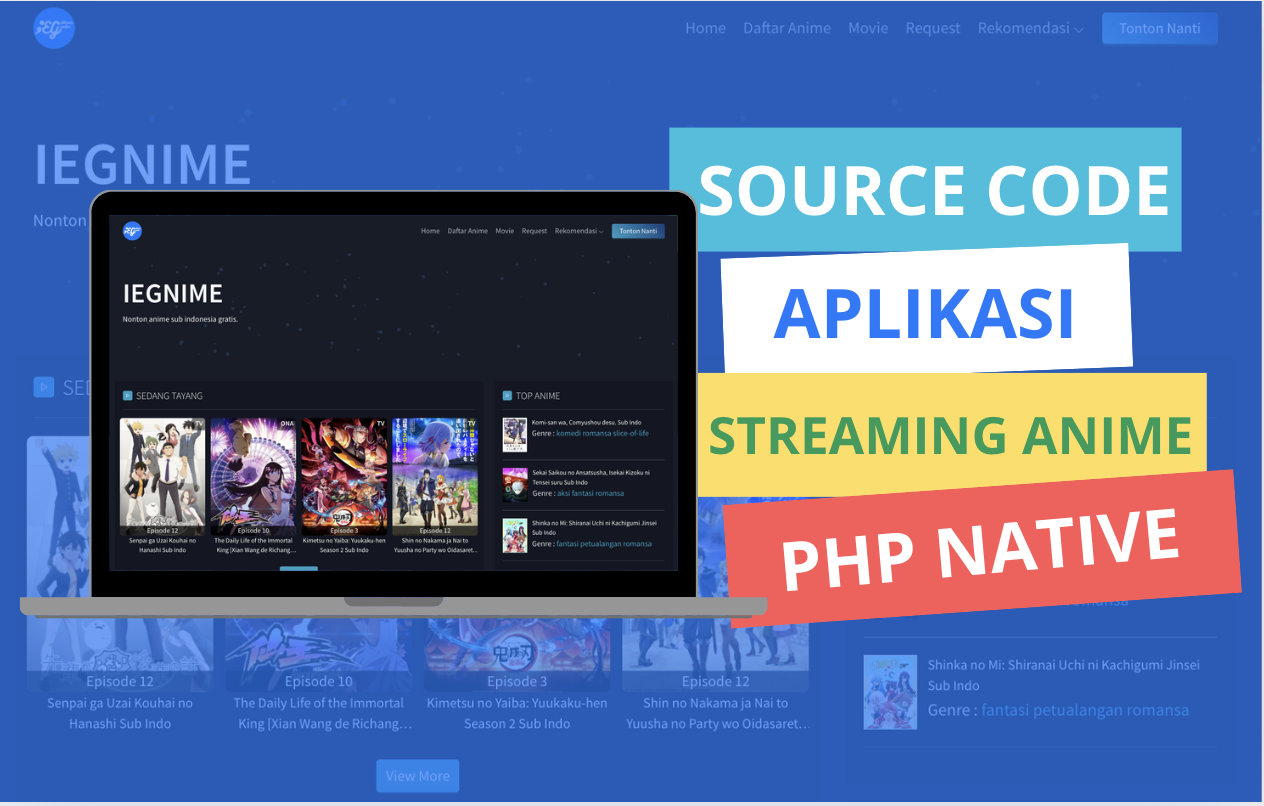 Home Daftar Anime Movie Request Rekomendasi Tonton Nanti
IEGNIME
Nonton
SED
SOURCE CODE
APLIKASI
STREAMING ANIME
PHP NATIVE
Home Daftar Anime Movie Request Rekomendasi Tonton Nanti
IEGNIME
Nonton anime sub indonesia gratis.
SEDANG TAYANG
TV
ONA
TV
TV
Episode 12
Senpai ga Uzai Kouhai no
Hanashi Sub Indo
Episode 10
The Daily Life of the Immortal
King [Xian Wang de Richang...
Episode 3
Kimetsu no Yaiba: Yuukaku-hen
Season 2 Sub Indo
Episode 12
Shin no Nakama ja Nai to
Yuusha no Party wo Oidasaret...
TOP ANIME
Komi-san wa, Comyushou desu. Sub Indo
Genre : komedi romansa slice-of-life
Sekai Saikou no Ansatsusha, Isekai Kizoku ni
Tensei suru Sub Indo
Genre : aksi fantasi romansa
Shinka no Mi: Shiranai Uchi ni Kachigumi Jinsei
Sub Indo
Genre : fantasi petualangan romansa
Episode 12
Senpai ga Uzai Kouhai no
Hanashi Sub Indo
Episode 10
The Daily Life of the Immortal
King [Xian Wang de Richang...
Episode 3
Kimetsu no Yaiba: Yuukaku-hen
Season 2 Sub Indo
Episode 12
Shin no Nakama ja Nai to
Yuusha no Party wo Oidasaret...
View More
Shinka no Mi: Shiranai Uchi ni Kachigumi Jinsei
Sub Indo
Genre : fantasi petualangan romansa